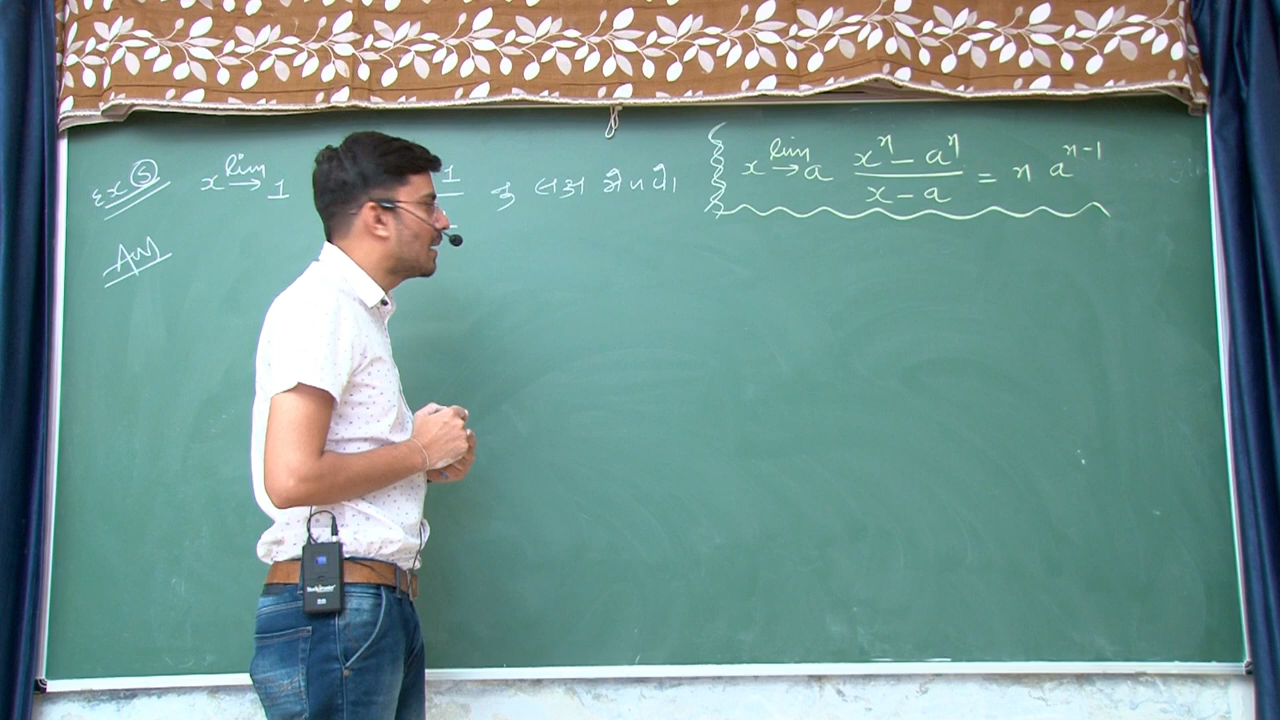 Ex ⑤ lim x→1 1 નું લક્ષ મેળવો.
lim x→a (xⁿ - aⁿ)/(x - a) = n aⁿ⁻¹
Ans